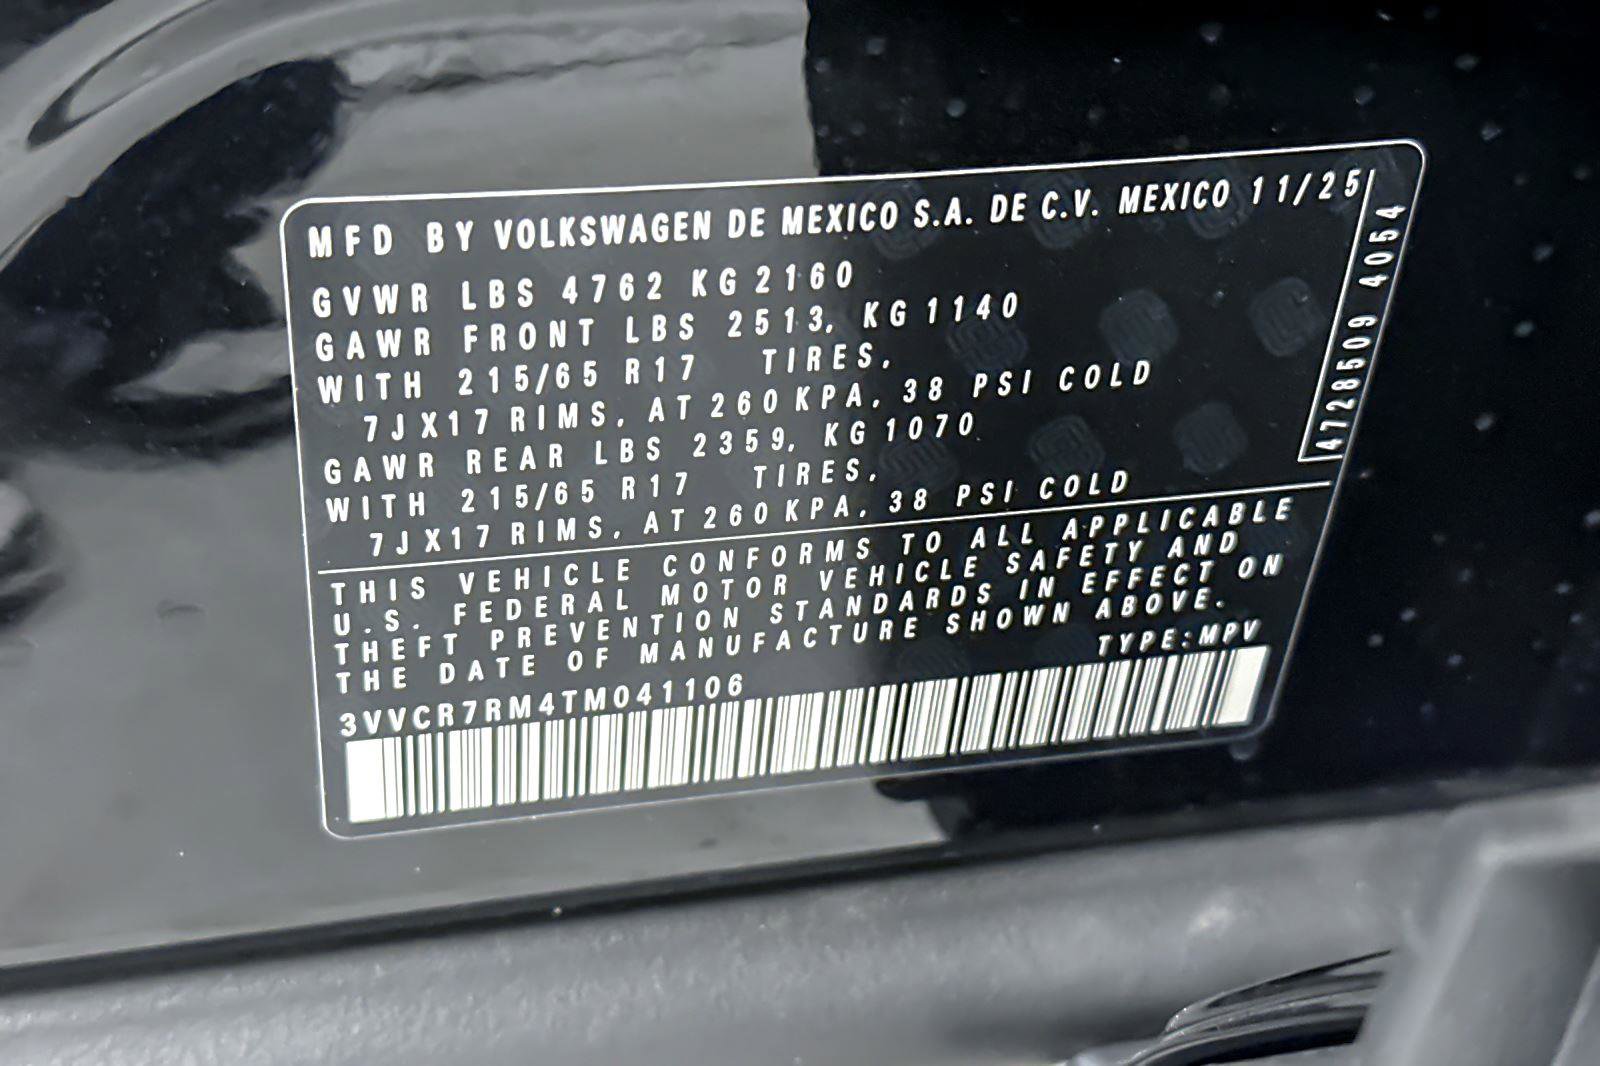 MFD BY VOLKSWAGEN DE MEXICO S.A. DE C.V. MEXICO 11/25
GVWR LBS 4762 KG 2160
GAWR FRONT LBS 2513, KG 1140
WITH 215/65 R17 TIRES,
7JX17 RIMS, AT 260 KPA, 38 PSI COLD
GAWR REAR LBS 2359, KG 1070
WITH 215/65 R17 TIRES,
7JX17 RIMS, AT 260 KPA, 38 PSI COLD
4728509 4054
THIS VEHICLE CONFORMS TO ALL APPLICABLE
U.S. FEDERAL MOTOR VEHICLE SAFETY AND
THEFT PREVENTION STANDARDS IN EFFECT ON
THE DATE OF MANUFACTURE SHOWN ABOVE.
TYPE:MPV
3VVCR7RM4TM041106